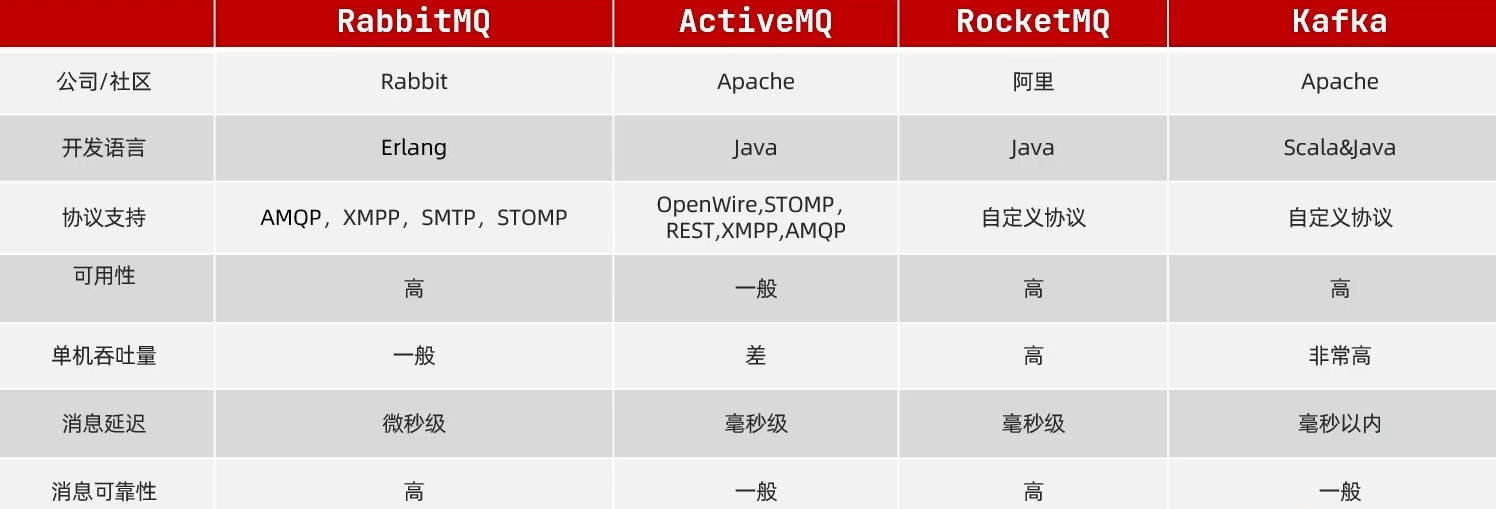 RabbitMQ ActiveMQ RocketMQ Kafka
公司/社区 Rabbit Apache 阿里 Apache
开发语言 Erlang Java Java Scala&Java
协议支持 AMQP，XMPP，SMTP，STOMP OpenWire,STOMP，
REST,XMPP,AMQP 自定义协议 自定义协议
可用性 高 一般 高 高
单机吞吐量 一般 差 高 非常高
消息延迟 微秒级 毫秒级 毫秒级 毫秒以内
消息可靠性 高 一般 高 一般